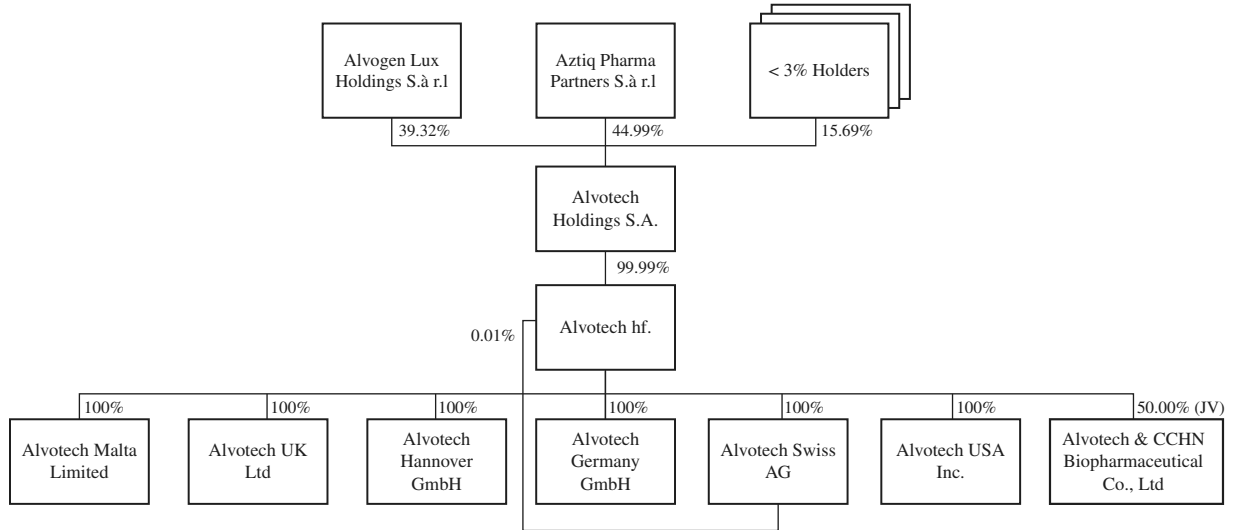 Alvogen Lux
Holdings S.à r.l
Aztiq Pharma
Partners S.à r.l
< 3% Holders
39.32%
44.99%
15.69%
Alvotech
Holdings S.A.
99.99%
Alvotech hf.
0.01%
100%
100%
100%
100%
100%
100%
50.00% (JV)
Alvotech Malta
Limited
Alvotech UK
Ltd
Alvotech
Hannover
GmbH
Alvotech
Germany
GmbH
Alvotech Swiss
AG
Alvotech USA
Inc.
Alvotech & CCHN
Biopharmaceutical
Co., Ltd